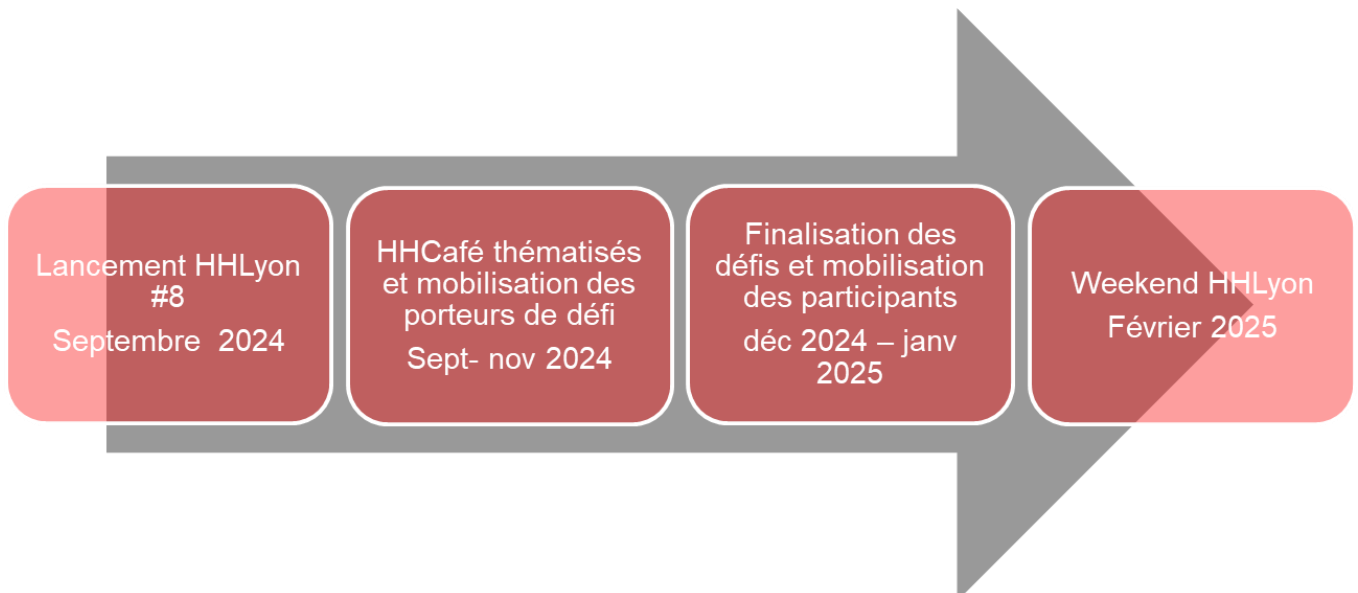 Lancement HHLyon
#8
Septembre  2024
HHCafé thématisés
et mobilisation des
porteurs de défi
Sept- nov 2024
Finalisation des
défis et mobilisation
des participants
déc 2024 – janv
2025
Weekend HHLyon
Février 2025